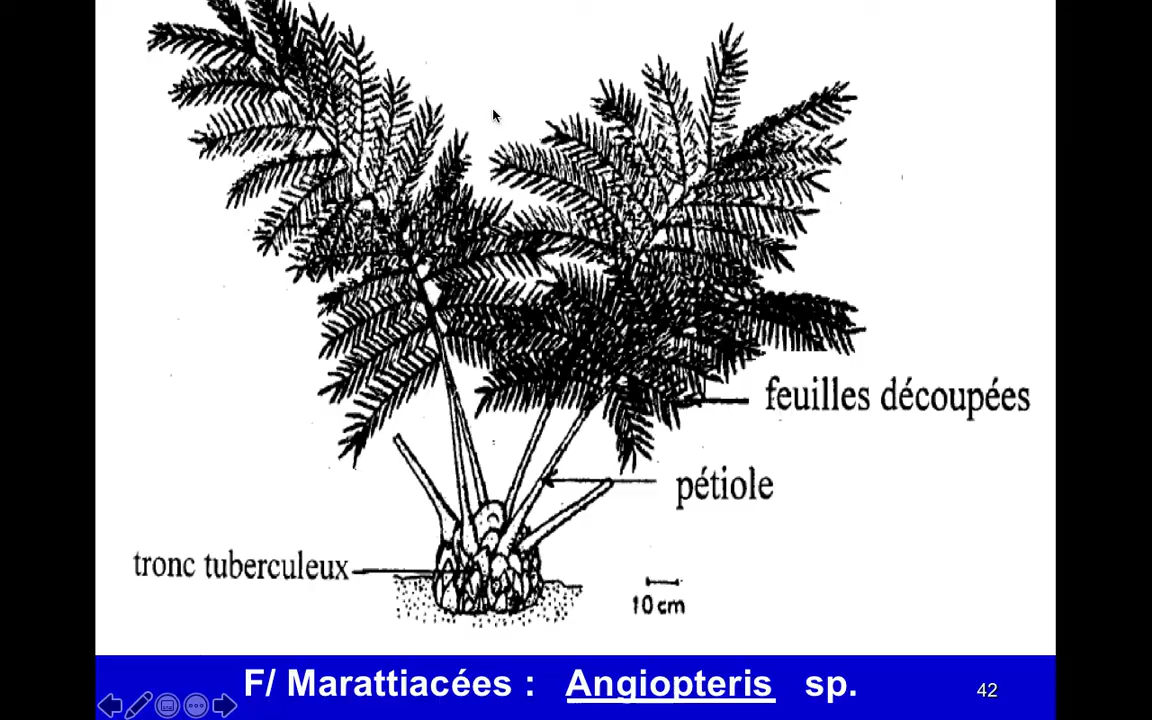 feuilles découpées
pétiole
tronc tuberculeux
10 cm
F/ Marattiacées : Angiopteris sp.
42